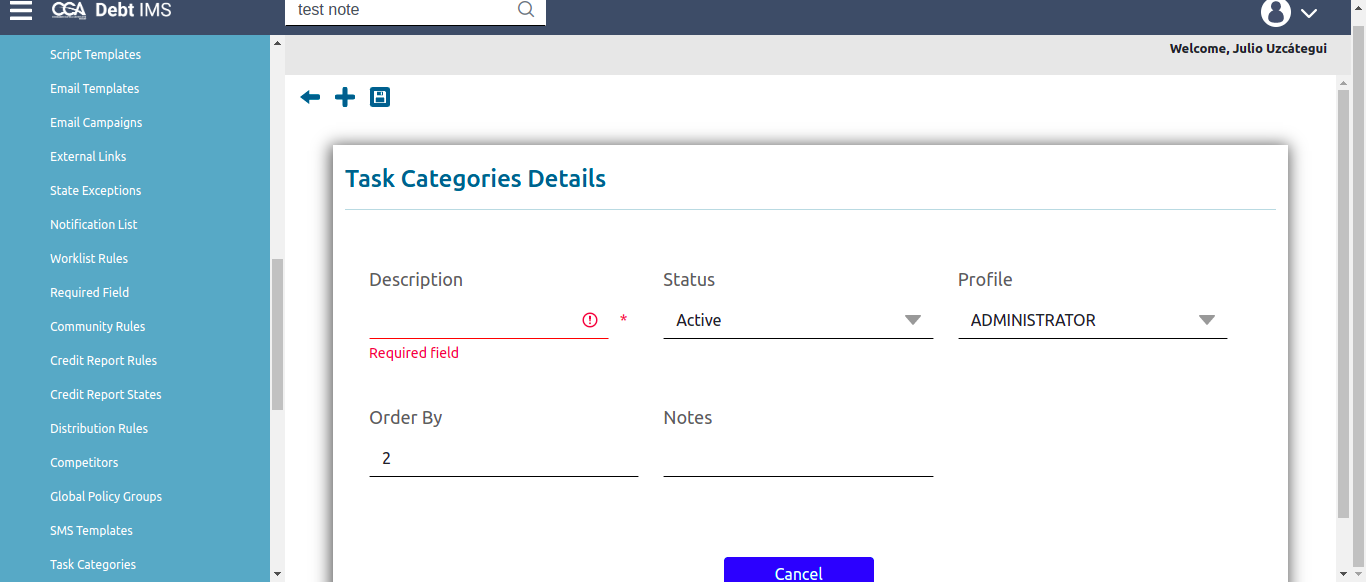 CGA Debt IMS
test note
Welcome, Julio Uzcátegui
Script Templates
Email Templates
Email Campaigns
External Links
State Exceptions
Notification List
Worklist Rules
Required Field
Community Rules
Credit Report Rules
Credit Report States
Distribution Rules
Competitors
Global Policy Groups
SMS Templates
Task Categories
Task Categories Details
Description
Status
Profile
*
Active
ADMINISTRATOR
Required field
Order By
Notes
2
Cancel